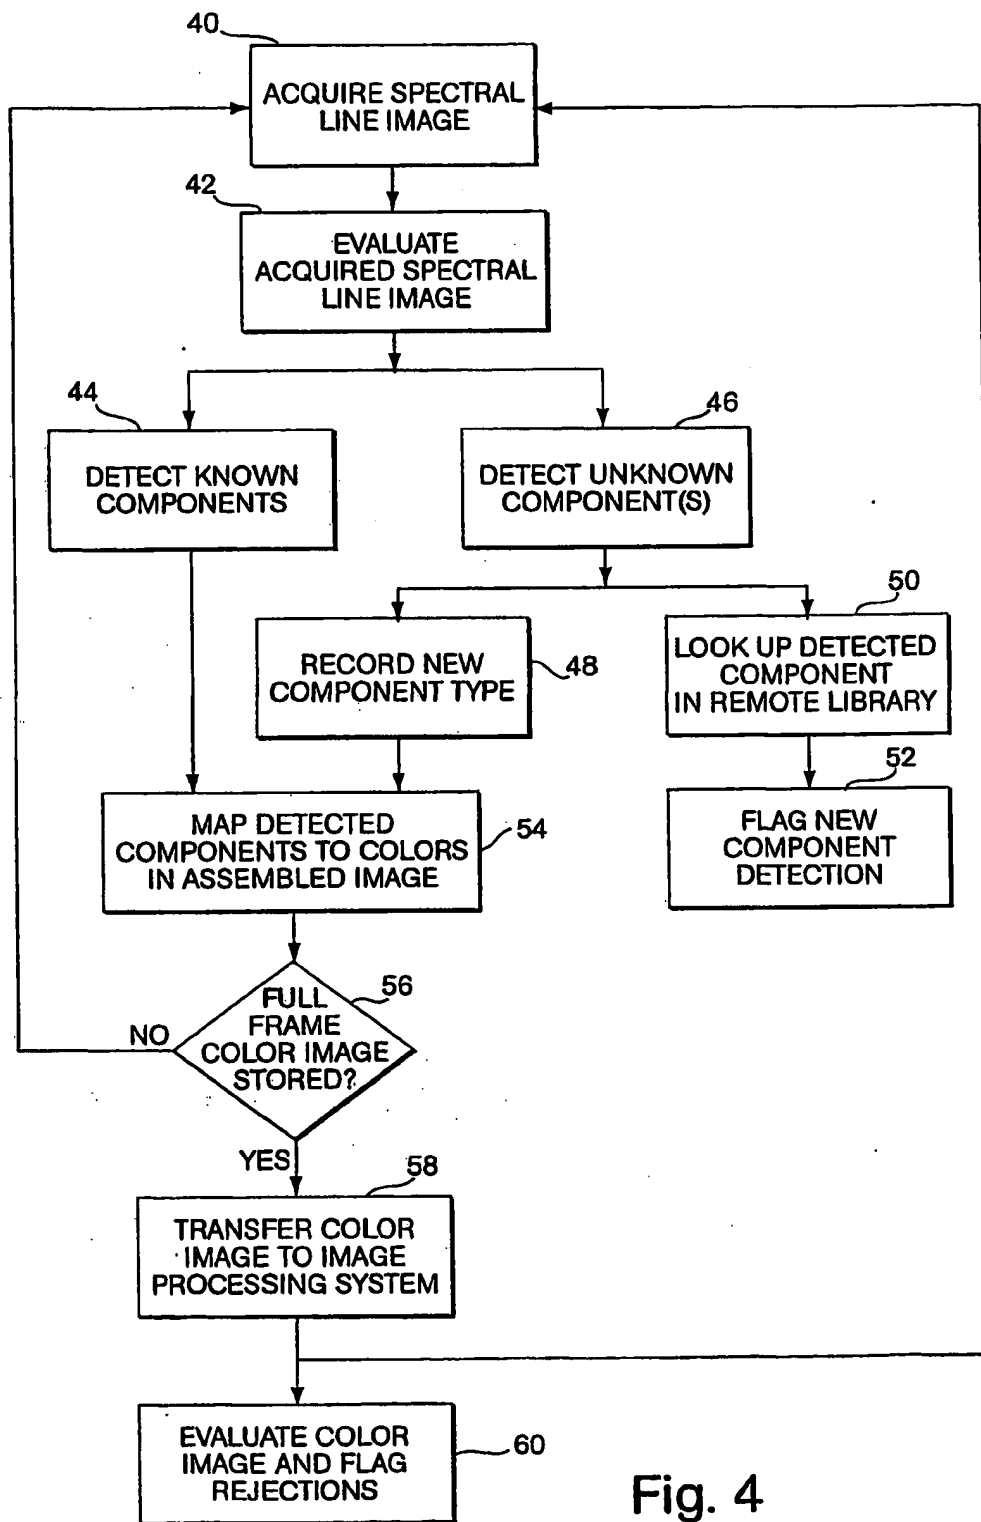 40
ACQUIRE SPECTRAL
LINE IMAGE
42
EVALUATE
ACQUIRED SPECTRAL
LINE IMAGE
44
DETECT KNOWN
COMPONENTS
46
DETECT UNKNOWN
COMPONENT(S)
RECORD NEW
COMPONENT TYPE
48
50
LOOK UP DETECTED
COMPONENT
IN REMOTE LIBRARY
52
FLAG NEW
COMPONENT
DETECTION
MAP DETECTED
COMPONENTS TO COLORS
IN ASSEMBLED IMAGE
54
56
FULL
FRAME
COLOR IMAGE
STORED?
NO
YES
58
TRANSFER COLOR
IMAGE TO IMAGE
PROCESSING SYSTEM
EVALUATE COLOR
IMAGE AND FLAG
REJECTIONS
60
Fig. 4